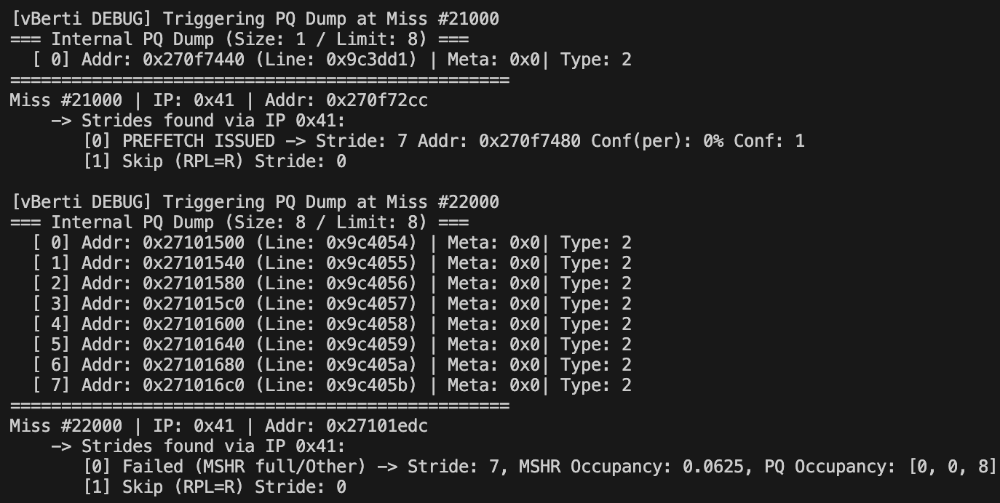 [vBerti DEBUG] Triggering PQ Dump at Miss #21000
=== Internal PQ Dump (Size: 1 / Limit: 8) ===
  [ 0] Addr: 0x270f7440 (Line: 0x9c3dd1) | Meta: 0x0| Type: 2
=================================================
Miss #21000 | IP: 0x41 | Addr: 0x270f72cc
    -> Strides found via IP 0x41:
       [0] PREFETCH ISSUED -> Stride: 7 Addr: 0x270f7480 Conf(per): 0% Conf: 1
       [1] Skip (RPL=R) Stride: 0

[vBerti DEBUG] Triggering PQ Dump at Miss #22000
=== Internal PQ Dump (Size: 8 / Limit: 8) ===
  [ 0] Addr: 0x27101500 (Line: 0x9c4054) | Meta: 0x0| Type: 2
  [ 1] Addr: 0x27101540 (Line: 0x9c4055) | Meta: 0x0| Type: 2
  [ 2] Addr: 0x27101580 (Line: 0x9c4056) | Meta: 0x0| Type: 2
  [ 3] Addr: 0x271015c0 (Line: 0x9c4057) | Meta: 0x0| Type: 2
  [ 4] Addr: 0x27101600 (Line: 0x9c4058) | Meta: 0x0| Type: 2
  [ 5] Addr: 0x27101640 (Line: 0x9c4059) | Meta: 0x0| Type: 2
  [ 6] Addr: 0x27101680 (Line: 0x9c405a) | Meta: 0x0| Type: 2
  [ 7] Addr: 0x271016c0 (Line: 0x9c405b) | Meta: 0x0| Type: 2
=================================================
Miss #22000 | IP: 0x41 | Addr: 0x27101edc
    -> Strides found via IP 0x41:
       [0] Failed (MSHR full/Other) -> Stride: 7, MSHR Occupancy: 0.0625, PQ Occupancy: [0, 0, 8]
       [1] Skip (RPL=R) Stride: 0